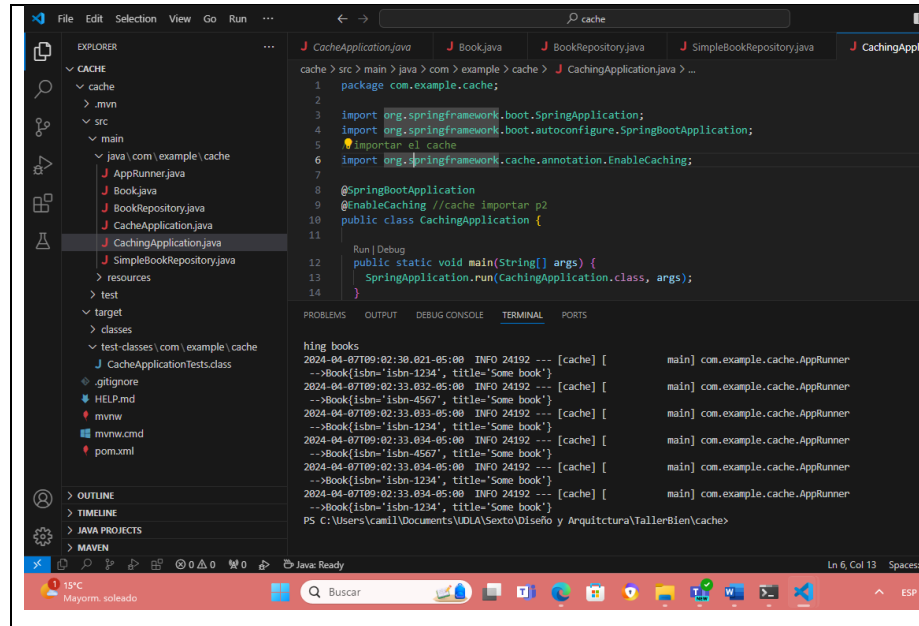 File Edit Selection View Go Run ···
cache
EXPLORER ···
CACHE
cache
.mvn
src
main
java\com\example\cache
J AppRunner.java
J Book.java
J BookRepository.java
J CacheApplication.java
J CachingApplication.java
J SimpleBookRepository.java
resources
test
target
classes
test-classes\com\example\cache
J CacheApplicationTests.class
.gitignore
HELP.md
mvnw
mvnw.cmd
pom.xml
OUTLINE
TIMELINE
JAVA PROJECTS
MAVEN
J CacheApplication.java J Book.java J BookRepository.java J SimpleBookRepository.java J CachingAppl
cache > src > main > java > com > example > cache > J CachingApplication.java > ...
1 package com.example.cache;
2
3 import org.springframework.boot.SpringApplication;
4 import org.springframework.boot.autoconfigure.SpringBootApplication;
5 /importar el cache
6 import org.springframework.cache.annotation.EnableCaching;
7
8 @SpringBootApplication
9 @EnableCaching //cache importar p2
10 public class CachingApplication {
11
Run | Debug
12 public static void main(String[] args) {
13 SpringApplication.run(CachingApplication.class, args);
14 }
PROBLEMS OUTPUT DEBUG CONSOLE TERMINAL PORTS
hing books
2024-04-07T09:02:30.021-05:00 INFO 24192 --- [cache] [ main] com.example.cache.AppRunner
-->Book{isbn='isbn-1234', title='Some book'}
2024-04-07T09:02:33.032-05:00 INFO 24192 --- [cache] [ main] com.example.cache.AppRunner
-->Book{isbn='isbn-4567', title='Some book'}
2024-04-07T09:02:33.033-05:00 INFO 24192 --- [cache] [ main] com.example.cache.AppRunner
-->Book{isbn='isbn-1234', title='Some book'}
2024-04-07T09:02:33.034-05:00 INFO 24192 --- [cache] [ main] com.example.cache.AppRunner
-->Book{isbn='isbn-4567', title='Some book'}
2024-04-07T09:02:33.034-05:00 INFO 24192 --- [cache] [ main] com.example.cache.AppRunner
-->Book{isbn='isbn-1234', title='Some book'}
2024-04-07T09:02:33.034-05:00 INFO 24192 --- [cache] [ main] com.example.cache.AppRunner
-->Book{isbn='isbn-1234', title='Some book'}
PS C:\Users\camil\Documents\UDLA\Sexto\Diseño y Arquitctura\TallerBien\cache>
0 0 0 Java: Ready Ln 6, Col 13 Spaces:
1 15°C
Mayorm. soleado
Buscar
ESP